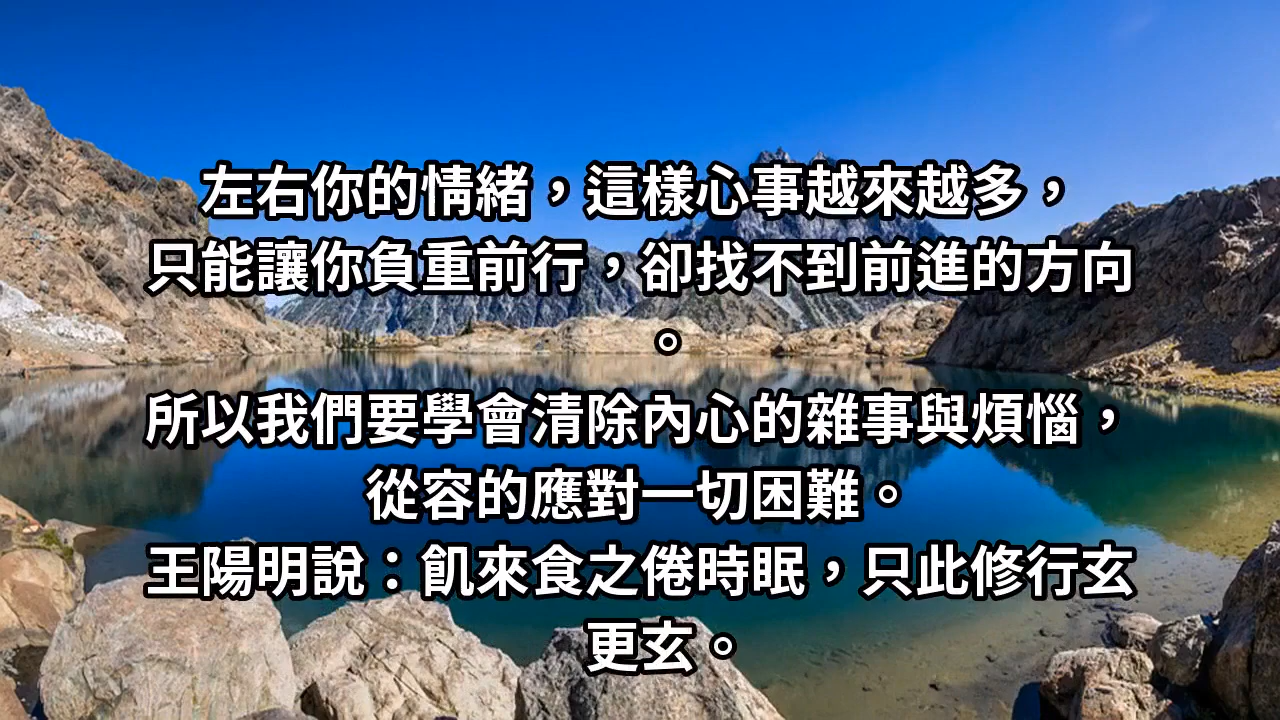 左右你的情緒，這樣心事越來越多，
只能讓你負重前行，卻找不到前進的方向
。
所以我們要學會清除內心的雜事與煩惱，
從容的應對一切困難。
王陽明說：飢來食之倦時眠，只此修行玄
更玄。